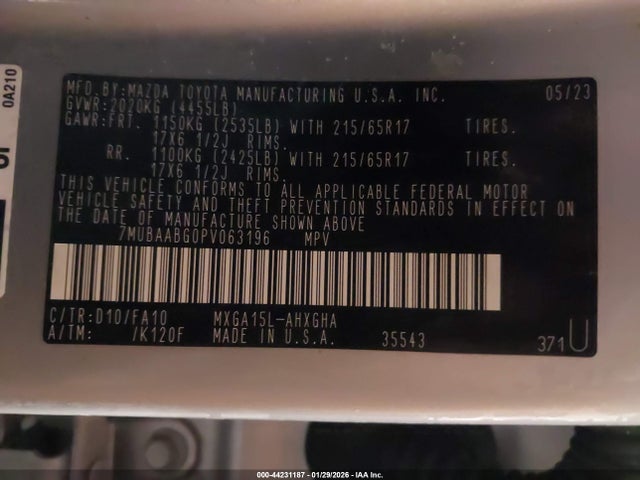 0A210
MFD.BY:MAZDA TOYOTA MANUFACTURING U.S.A. INC. 05/23
GVWR:2020KG (4455LB)
GAWR:FRT. 1150KG (2535LB) WITH 215/65R17 TIRES.
17X6 1/2J RIMS.
RR. 1100KG (2425LB) WITH 215/65R17 TIRES.
17X6 1/2J RIMS.
THIS VEHICLE CONFORMS TO ALL APPLICABLE FEDERAL MOTOR
VEHICLE SAFETY AND THEFT PREVENTION STANDARDS IN EFFECT ON
THE DATE OF MANUFACTURE SHOWN ABOVE
7MUBAABG0PV063196 MPV
C/TR:D10/FA10 MXGA15L-AHXGHA
A/TM: /K120F MADE IN U.S.A. 35543 371U
000-44231187 - 01/29/2026 - IAA Inc.